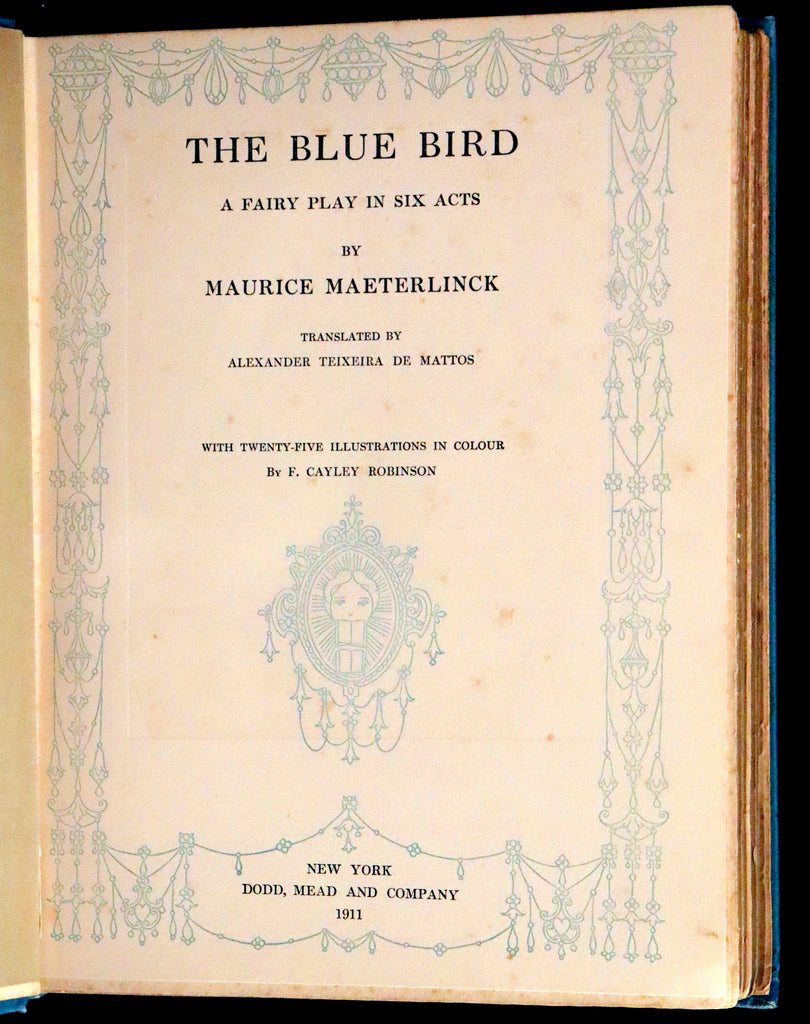 THE BLUE BIRD
A FAIRY PLAY IN SIX ACTS
BY
MAURICE MAETERLINCK
TRANSLATED BY
ALEXANDER TEIXEIRA DE MATTOS
WITH TWENTY-FIVE ILLUSTRATIONS IN COLOUR
By F. CAYLEY ROBINSON
NEW YORK
DODD, MEAD AND COMPANY
1911